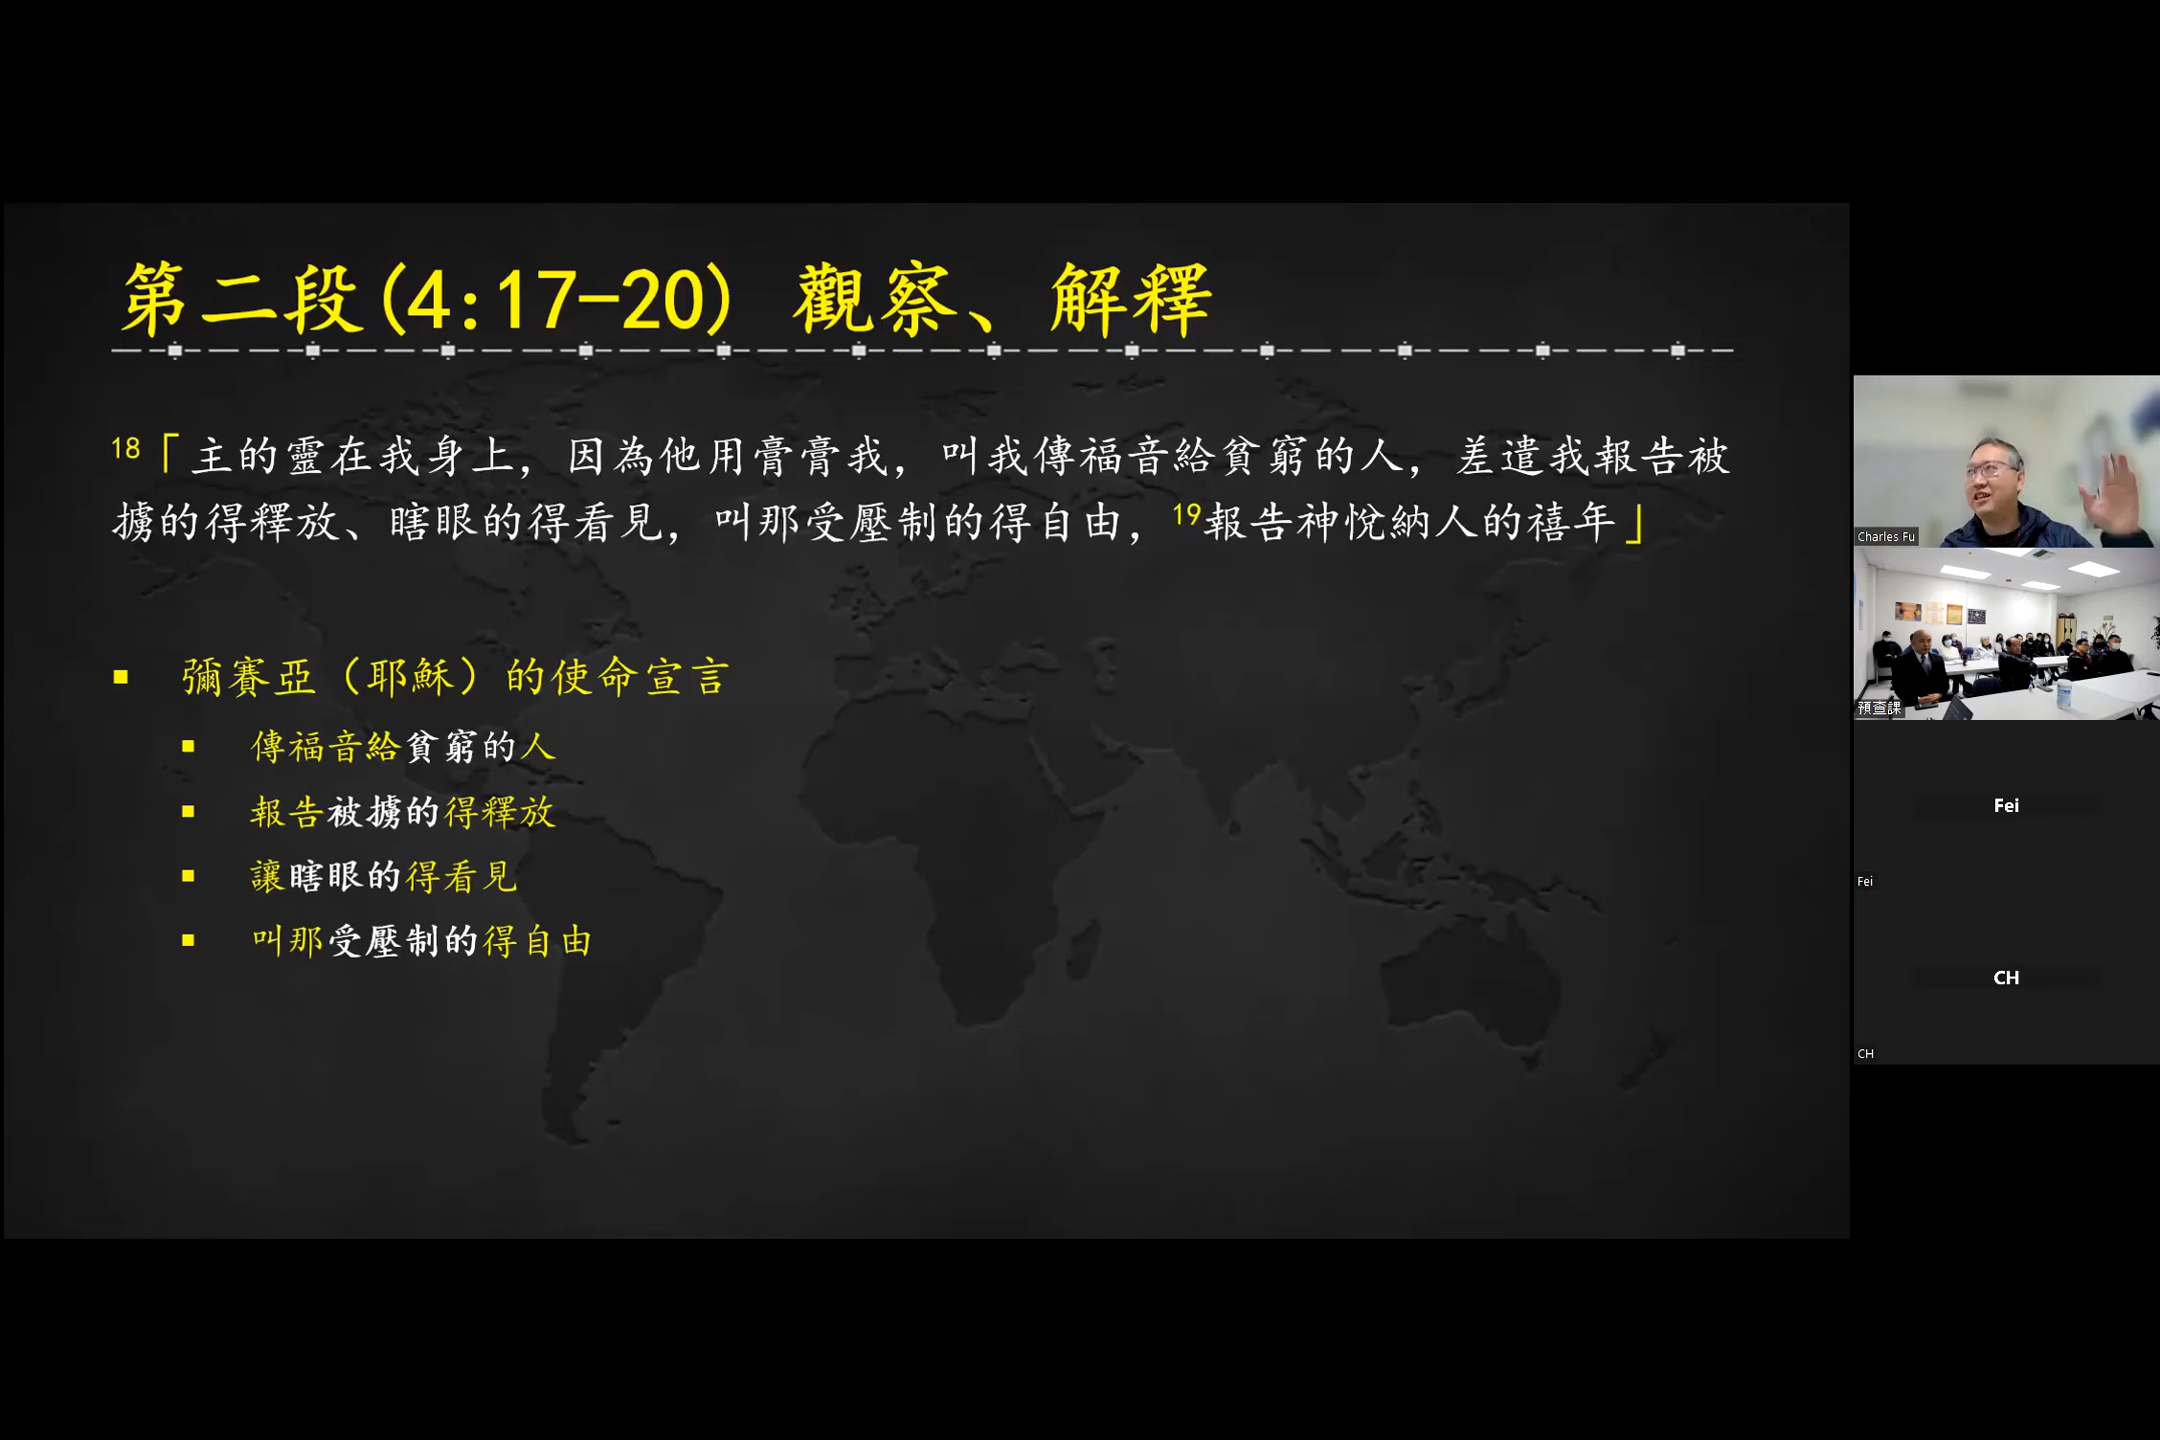 第二段(4:17-20) 觀察、解釋
18「主的靈在我身上，因為他用膏膏我，叫我傳福音給貧窮的人，差遣我報告被
擄的得釋放、瞎眼的得看見，叫那受壓制的得自由，19報告神悅納人的禧年」
▪ 彌賽亞（耶穌）的使命宣言
▪ 傳福音給貧窮的人
▪ 報告被擄的得釋放
▪ 讓瞎眼的得看見
▪ 叫那受壓制的得自由
Charles Fu
預查課
Fei
Fei
CH
CH